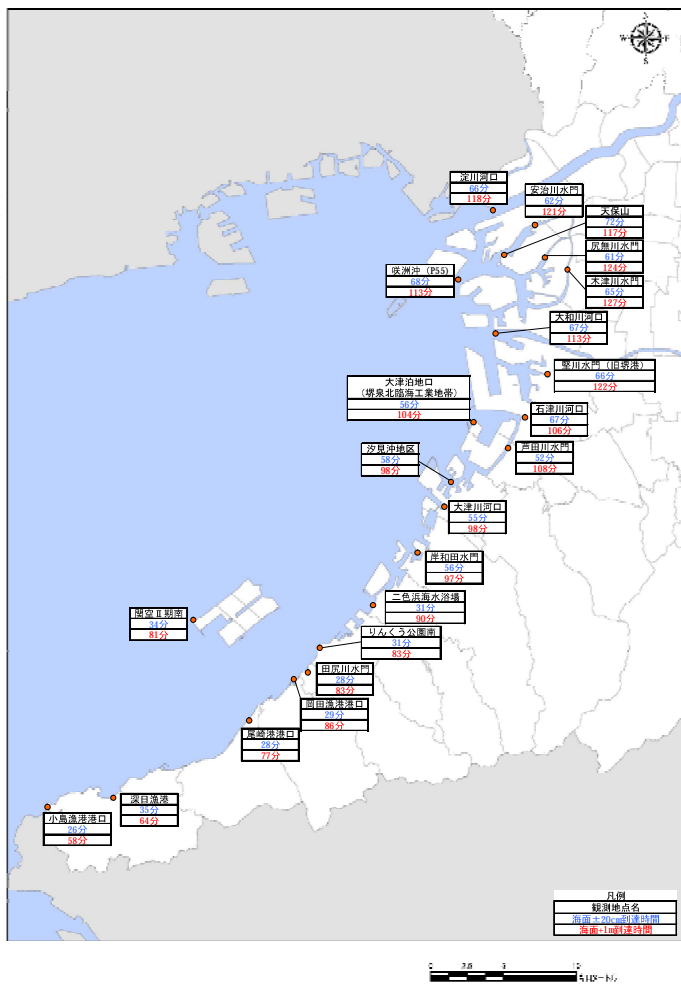 N
W E
S
淀川河口
66分
118分
安治川水門
62分
121分
天保山
72分
117分
尻無川水門
61分
124分
木津川水門
65分
127分
咲洲沖（P55）
68分
113分
大和川河口
67分
113分
竪川水門（旧堺港）
66分
122分
大津泊地口
（堺泉北臨海工業地帯）
56分
104分
石津川河口
67分
106分
芦田川水門
52分
108分
汐見沖地区
58分
98分
大津川河口
55分
98分
岸和田水門
56分
97分
二色浜海水浴場
31分
90分
関空Ⅱ期南
34分
81分
りんくう公園南
31分
83分
田尻川水門
28分
83分
岡田漁港港口
29分
86分
尾崎港港口
28分
77分
深日漁港
35分
64分
小島漁港港口
26分
58分
凡例
観測地点名
海面±20cm到達時間
海面+1m到達時間
0 2.5 5 10
キロメートル